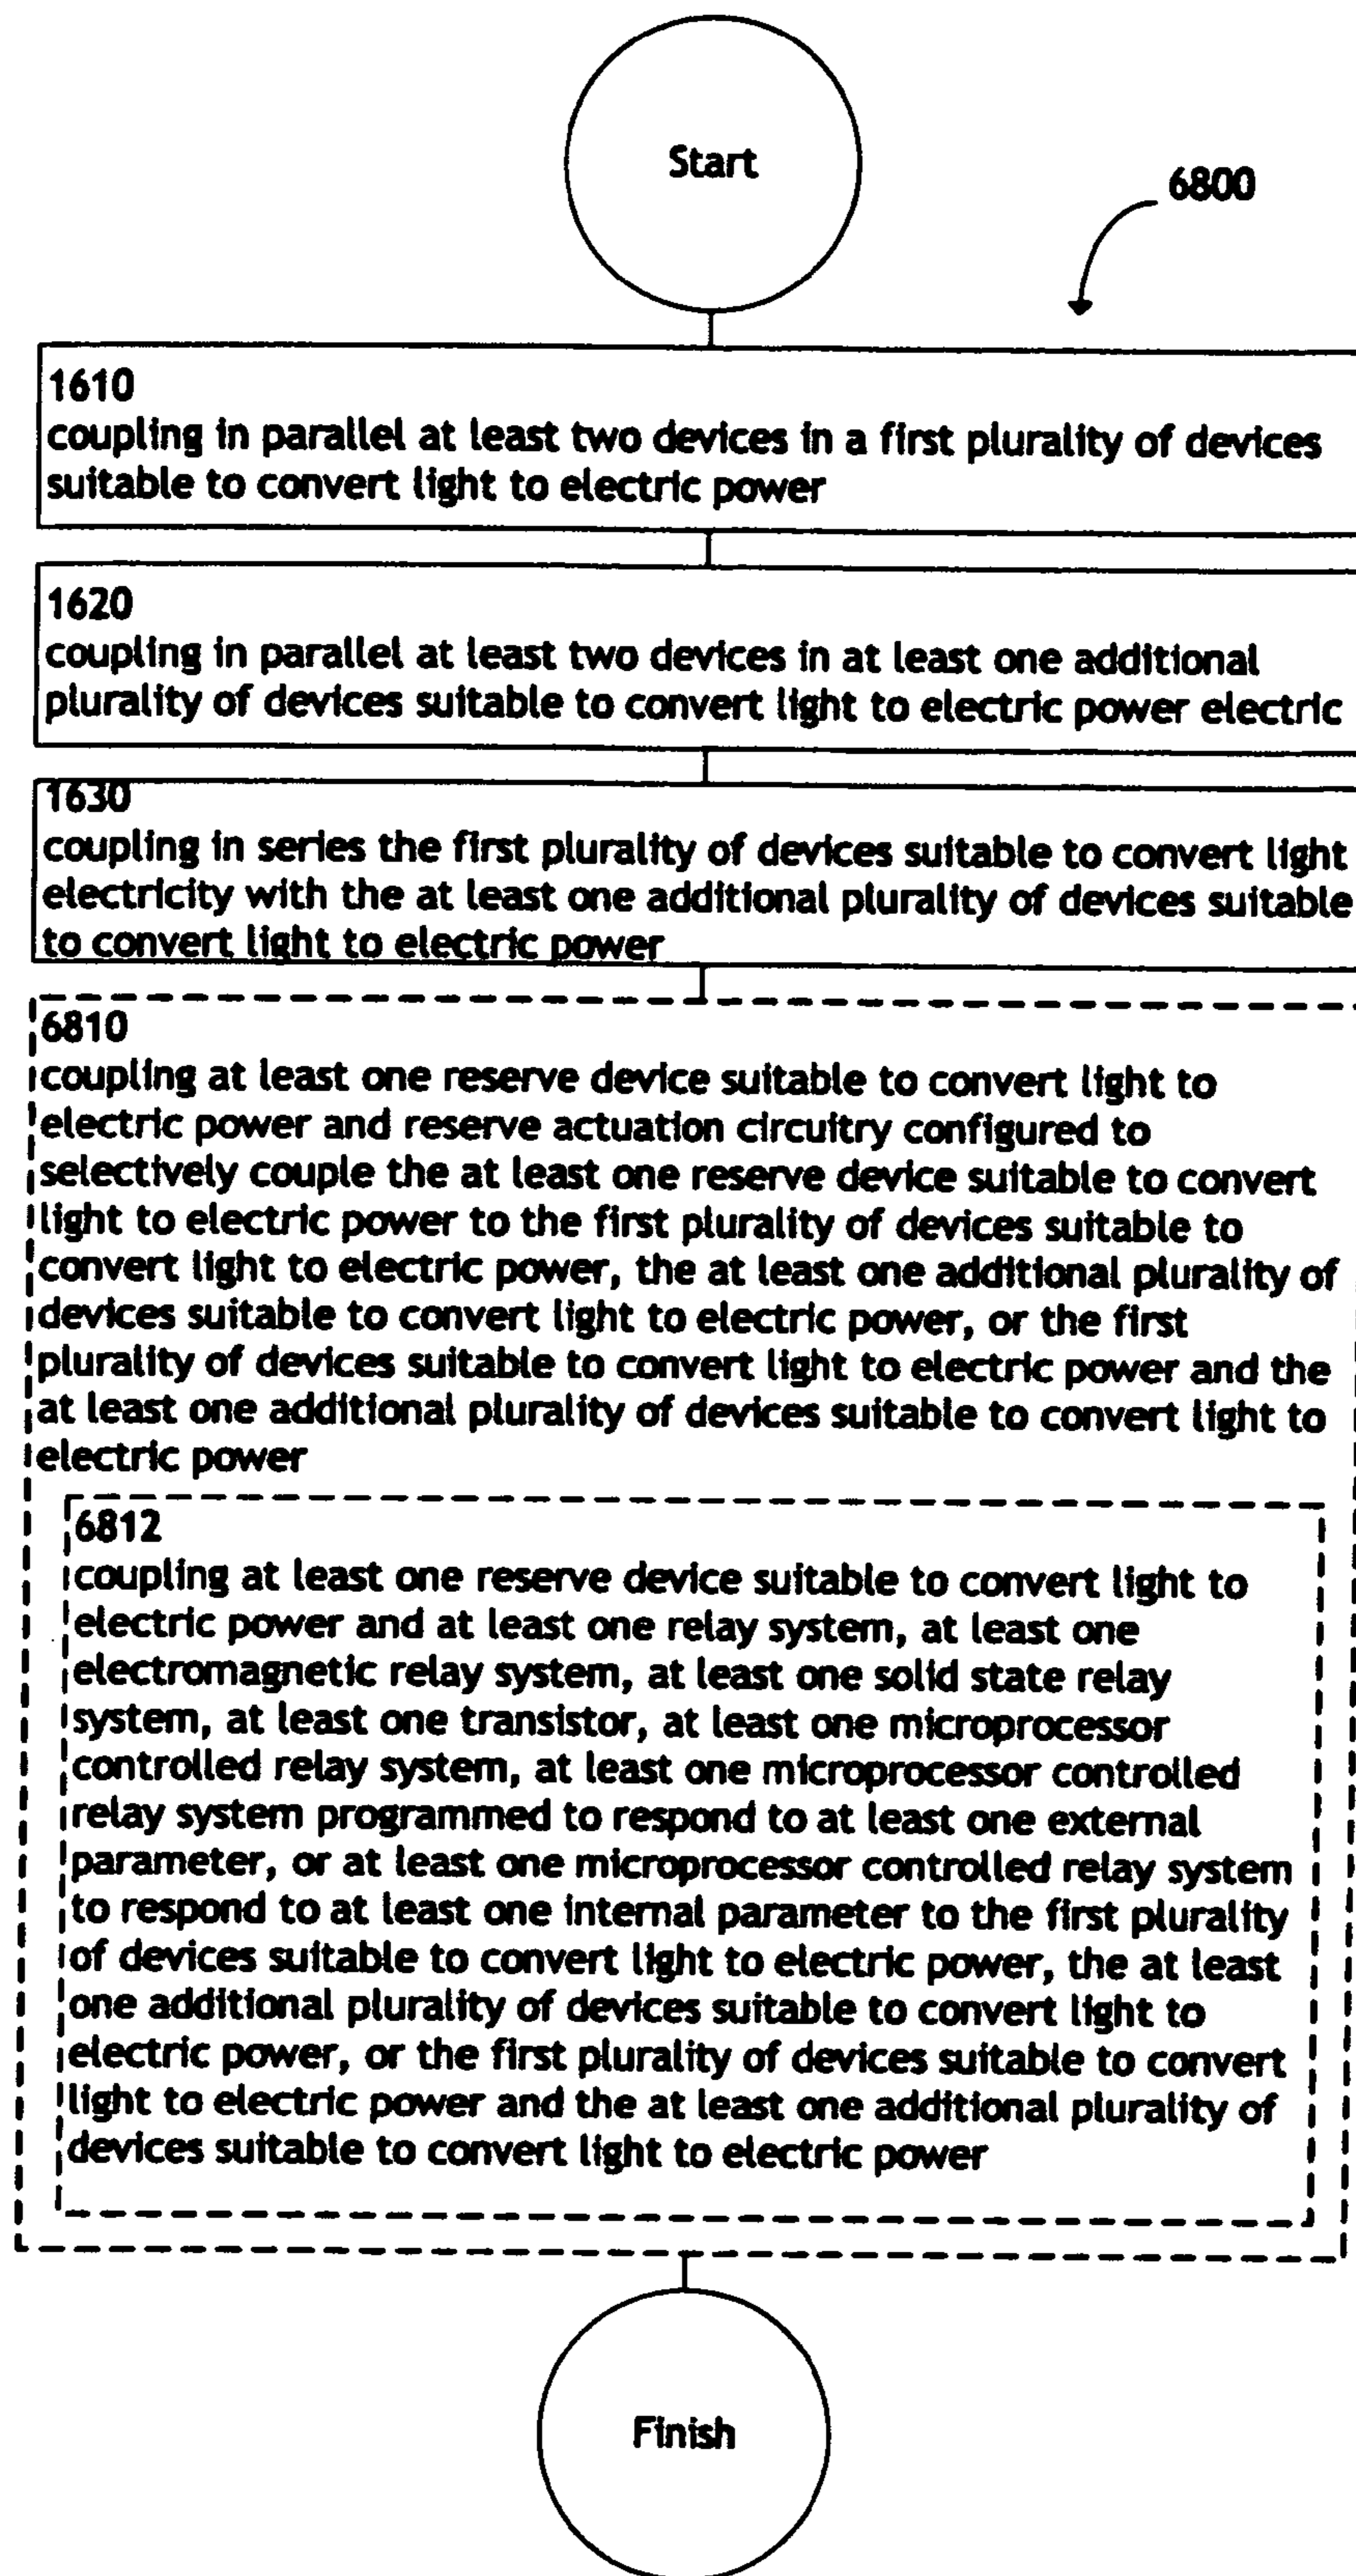 Start
6800
1610
coupling in parallel at least two devices in a first plurality of devices
suitable to convert light to electric power
1620
coupling in parallel at least two devices in at least one additional
plurality of devices suitable to convert light to electric power electric
1630
coupling in series the first plurality of devices suitable to convert light
electricity with the at least one additional plurality of devices suitable
to convert light to electric power
6810
coupling at least one reserve device suitable to convert light to
electric power and reserve actuation circuitry configured to
selectively couple the at least one reserve device suitable to convert
light to electric power to the first plurality of devices suitable to
convert light to electric power, the at least one additional plurality of
devices suitable to convert light to electric power, or the first
plurality of devices suitable to convert light to electric power and the
at least one additional plurality of devices suitable to convert light to
electric power
6812
coupling at least one reserve device suitable to convert light to
electric power and at least one relay system, at least one
electromagnetic relay system, at least one solid state relay
system, at least one transistor, at least one microprocessor
controlled relay system, at least one microprocessor controlled
relay system programmed to respond to at least one external
parameter, or at least one microprocessor controlled relay system
to respond to at least one internal parameter to the first plurality
of devices suitable to convert light to electric power, the at least
one additional plurality of devices suitable to convert light to
electric power, or the first plurality of devices suitable to convert
light to electric power and the at least one additional plurality of
devices suitable to convert light to electric power
Finish